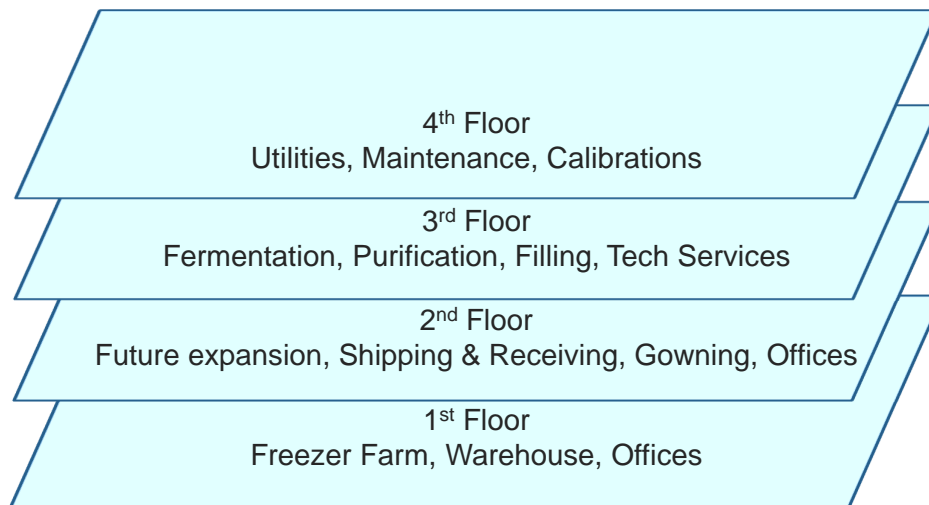 4th Floor
Utilities, Maintenance, Calibrations
3rd Floor
Fermentation, Purification, Filling, Tech Services
2nd Floor
Future expansion, Shipping & Receiving, Gowning, Offices
1st Floor
Freezer Farm, Warehouse, Offices